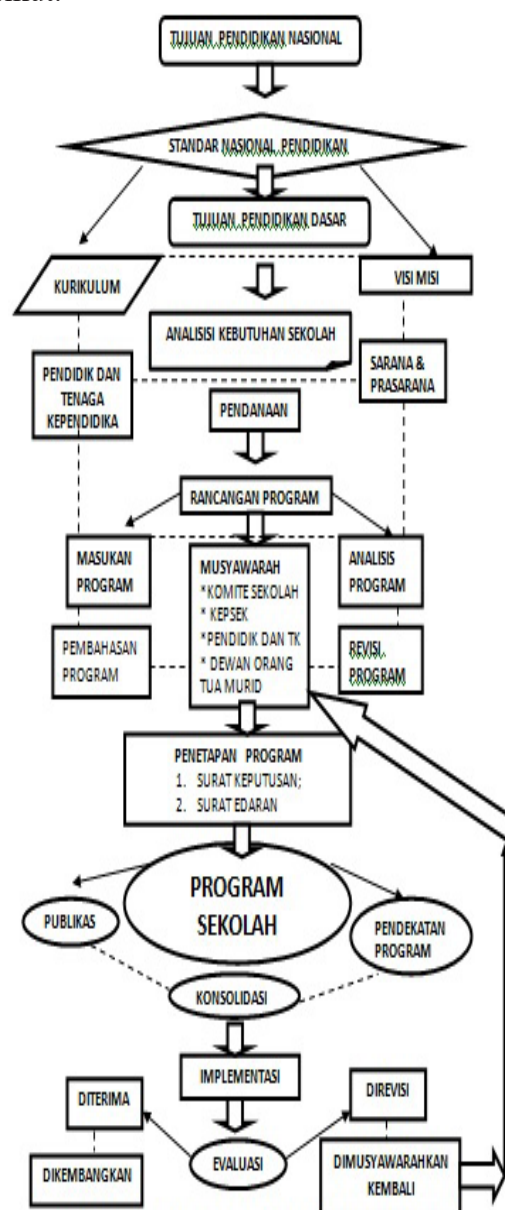 TUJUAN PENDIDIKAN NASIONAL
STANDAR NASIONAL PENDIDIKAN
TUJUAN PENDIDIKAN DASAR
KURIKULUM
VISI MISI
ANALISISI KEBUTUHAN SEKOLAH
PENDIDIK DAN
TENAGA
KEPENDIDIKA
SARANA &
PRASARANA
PENDANAAN
RANCANGAN PROGRAM
MASUKAN
PROGRAM
MUSYAWARAH
*KOMITE SEKOLAH
* KEPSEK
*PENDIDIK DAN TK
* DEWAN ORANG
TUA MURID
ANALISIS
PROGRAM
PEMBAHASAN
PROGRAM
REVISI
PROGRAM
PENETAPAN PROGRAM
1. SURAT KEPUTUSAN;
2. SURAT EDARAN
PROGRAM
SEKOLAH
PUBLIKAS
PENDEKATAN
PROGRAM
KONSOLIDASI
IMPLEMENTASI
DITERIMA
DIREVISI
EVALUASI
DIKEMBANGKAN
DIMUSYAWARAHKAN
KEMBALI